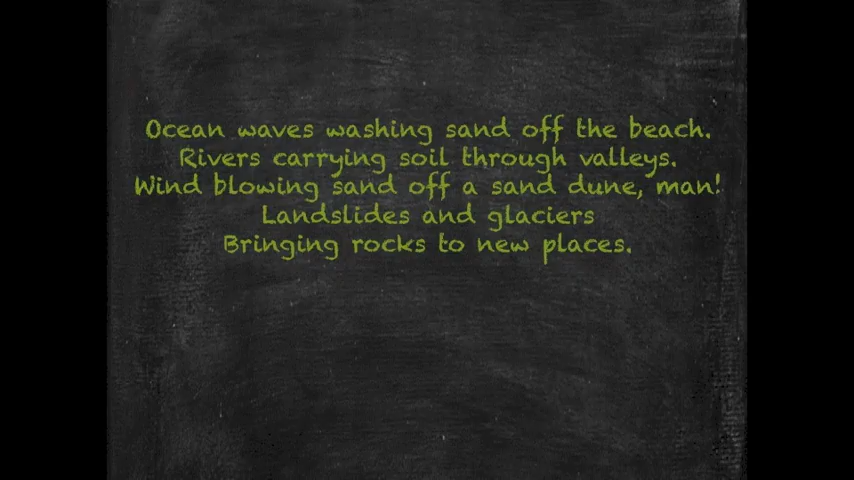 Ocean waves washing sand off the beach.
Rivers carrying soil through valleys.
Wind blowing sand off a sand dune, man!
Landslides and glaciers
Bringing rocks to new places.